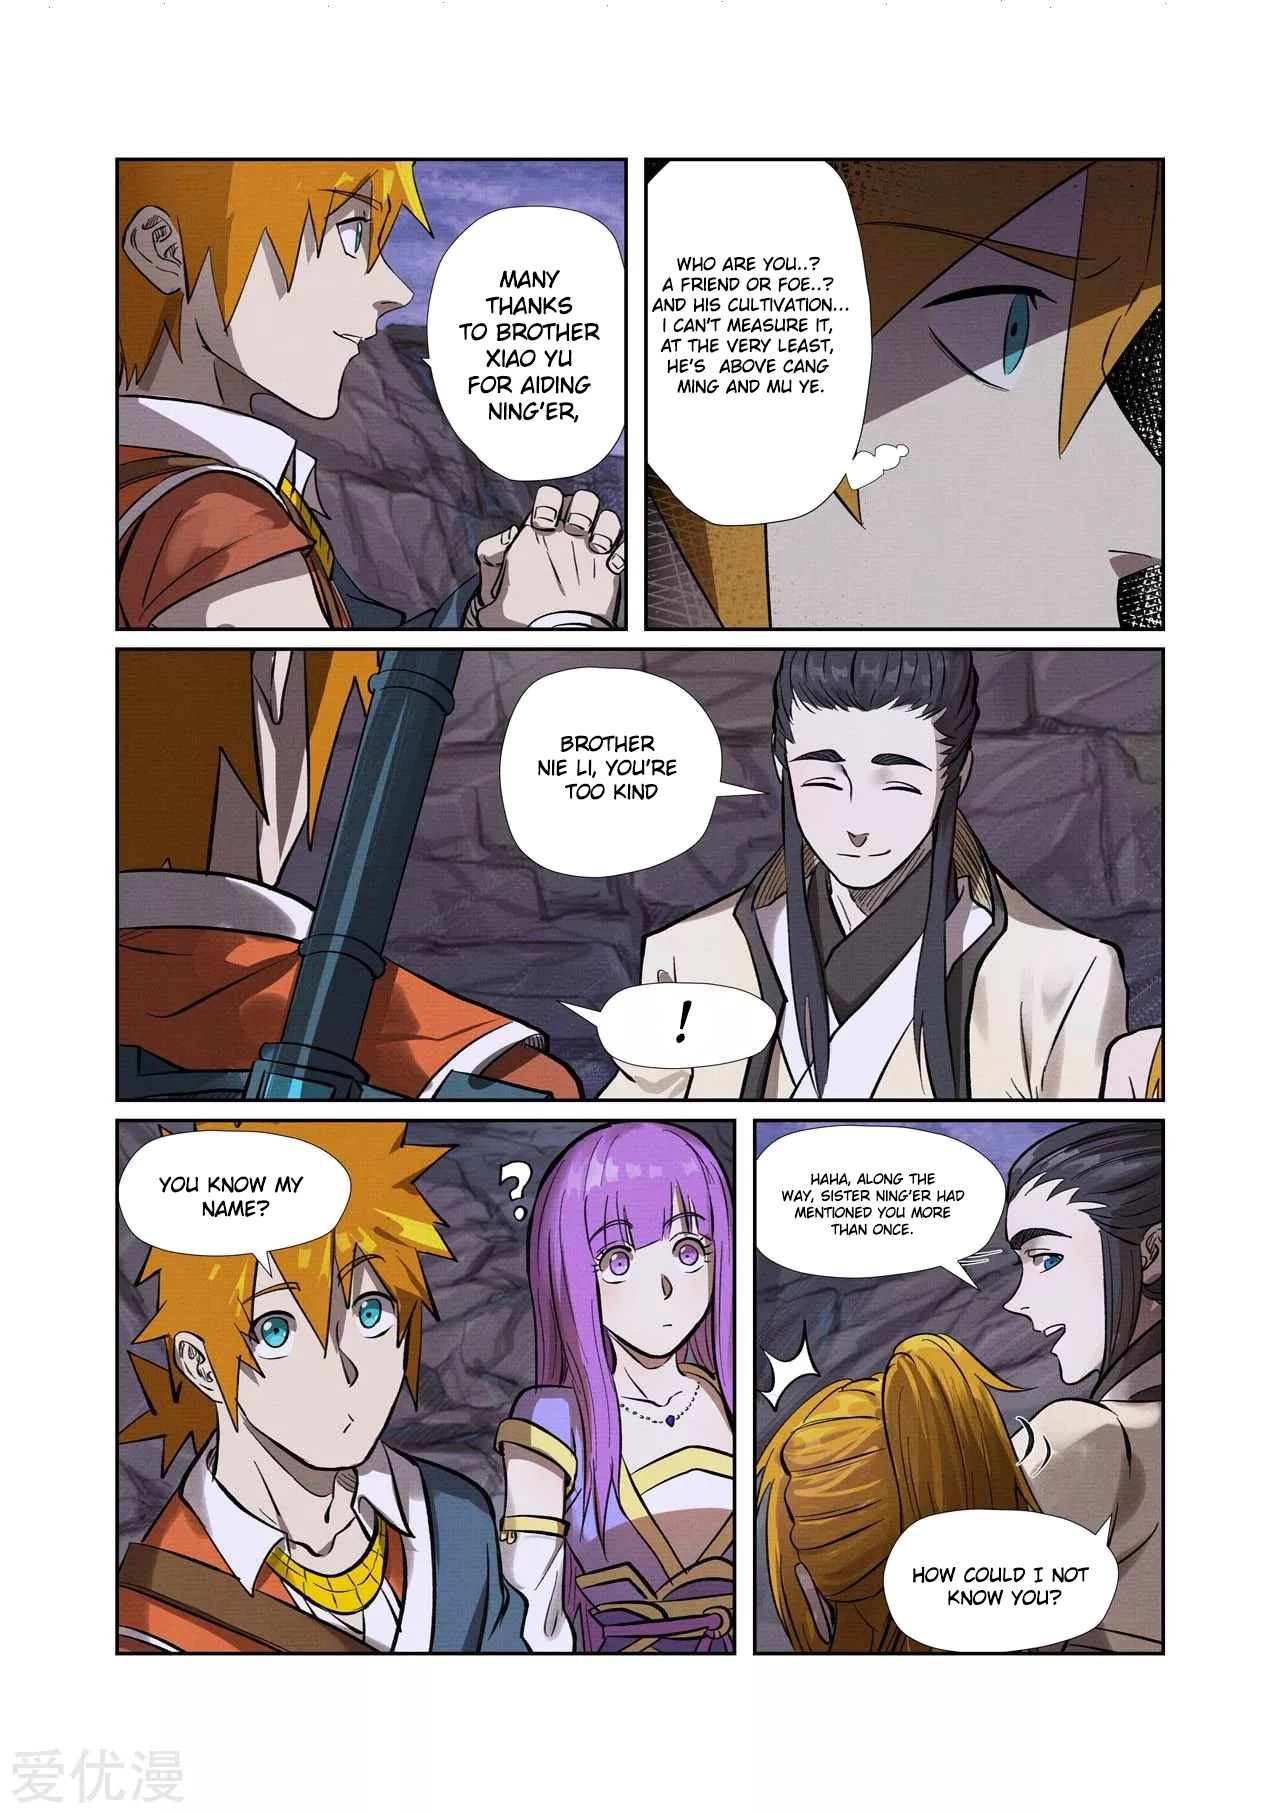 MANY
THANKS
TO BROTHER
XIAO YU
FOR AIDING
NING'ER,
WHO ARE YOU..?
A FRIEND OR FOE..?
AND HIS CULTIVATION...
I CAN'T MEASURE IT,
AT THE VERY LEAST,
HE'S ABOVE CANG
MING AND MU YE.
BROTHER
NIE LI, YOU'RE
TOO KIND
!
YOU KNOW MY
NAME?
?
HAHA, ALONG THE
WAY, SISTER NING'ER HAD
MENTIONED YOU MORE
THAN ONCE.
HOW COULD I NOT
KNOW YOU?
爱优漫